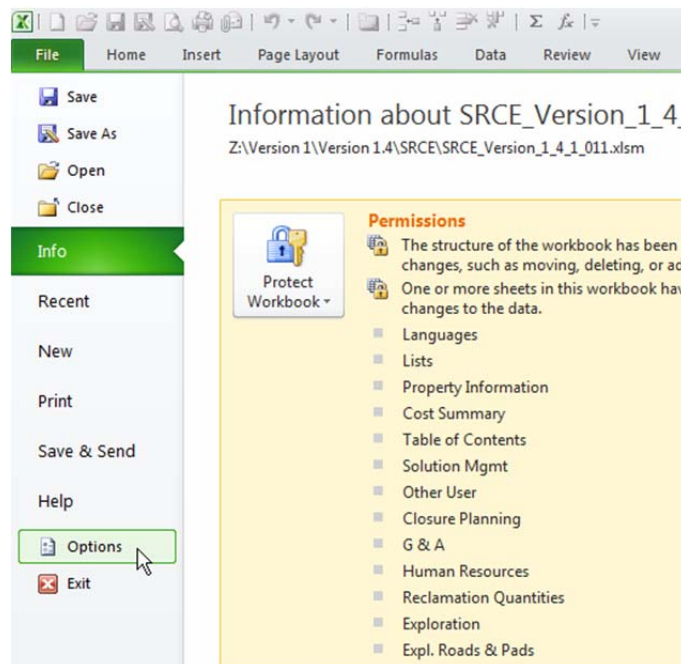 File Home Insert Page Layout Formulas Data Review View
Save
Save As
Open
Close
Info
Recent
New
Print
Save & Send
Help
Options
Exit
Information about SRCE_Version_1_4_
Z:\Version 1\Version 1.4\SRCE\SRCE_Version_1_4_1_011.xlsm
Protect
Workbook
Permissions
The structure of the workbook has been
changes, such as moving, deleting, or ad
One or more sheets in this workbook hav
changes to the data.
Languages
Lists
Property Information
Cost Summary
Table of Contents
Solution Mgmt
Other User
Closure Planning
G & A
Human Resources
Reclamation Quantities
Exploration
Expl. Roads & Pads